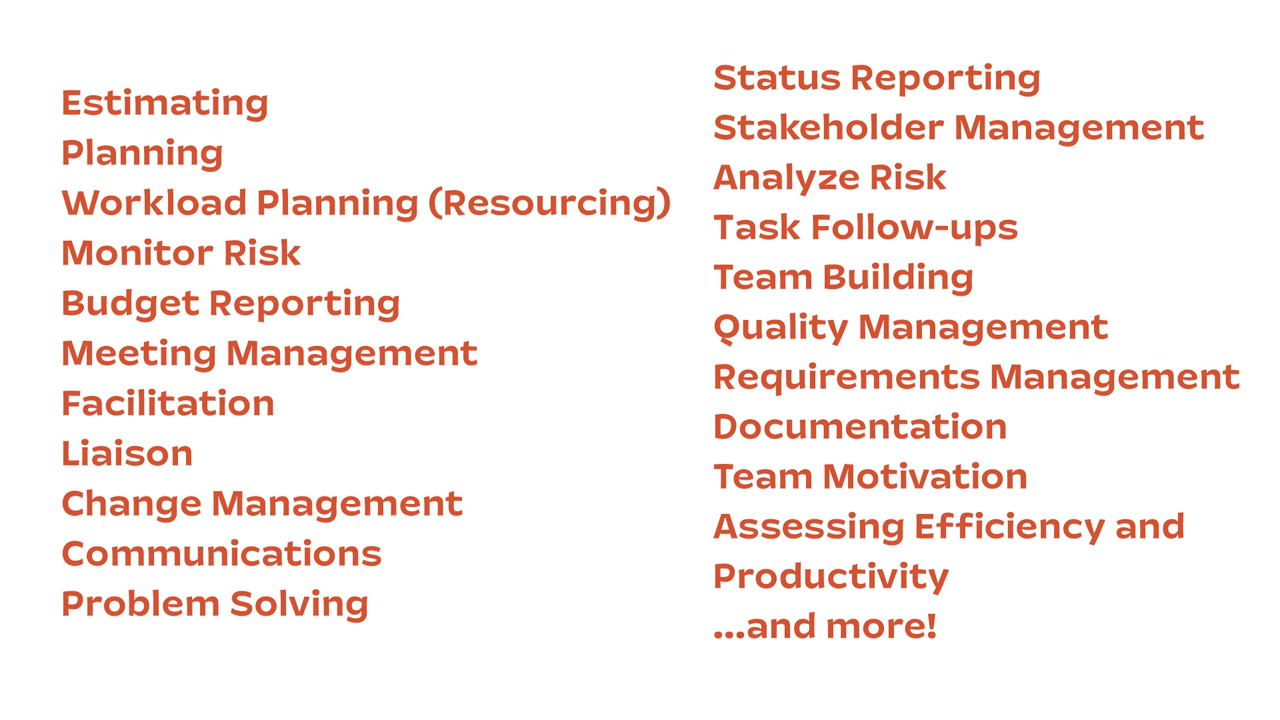 Estimating
Planning
Workload Planning (Resourcing)
Monitor Risk
Budget Reporting
Meeting Management
Facilitation
Liaison
Change Management
Communications
Problem Solving
Status Reporting
Stakeholder Management
Analyze Risk
Task Follow-ups
Team Building
Quality Management
Requirements Management
Documentation
Team Motivation
Assessing Efficiency and
Productivity
...and more!